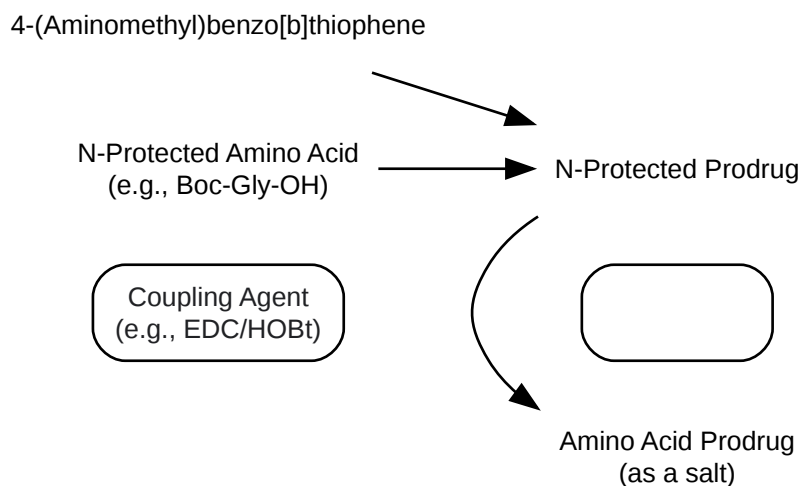 4-(Aminomethyl)benzo[b]thiophene
N-Protected Amino Acid
(e.g., Boc-Gly-OH)
N-Protected Prodrug
Coupling Agent
(e.g., EDC/HOBt)
Amino Acid Prodrug
(as a salt)